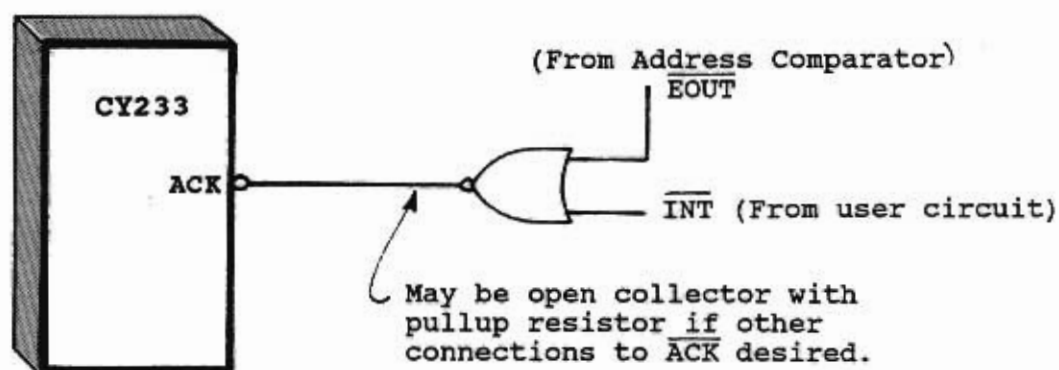 (From Address Comparator)
EOUT
CY233
ACK
INT (From user circuit)
May be open collector with
pullup resistor if other
connections to ACK desired.